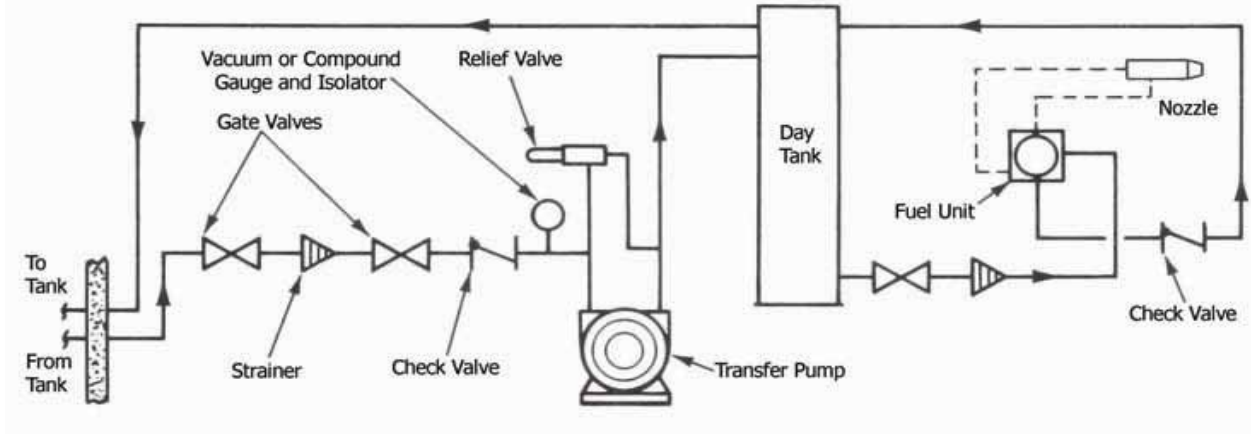 Vacuum or Compound
Gauge and Isolator
Relief Valve
Gate Valves
Nozzle
Day
Tank
Fuel Unit
To
Tank
From
Tank
Strainer
Check Valve
Transfer Pump
Check Valve